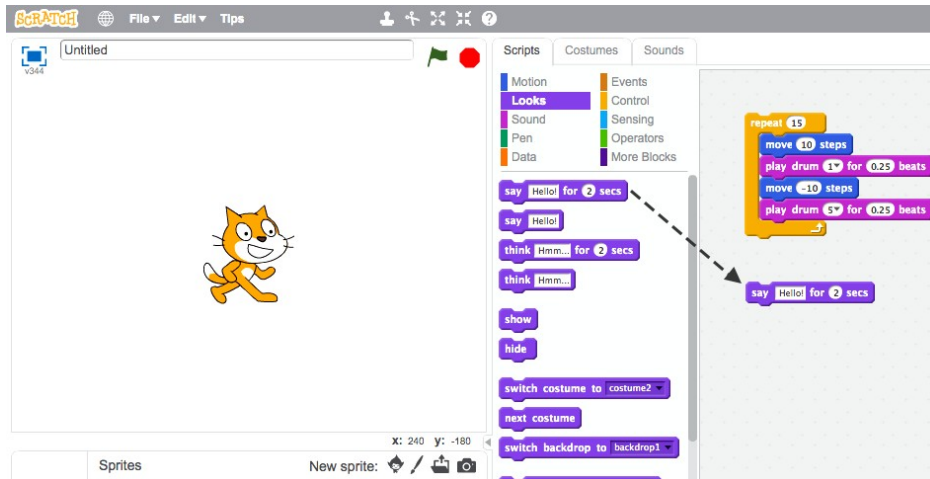 SCRATCH File Edit Tips
Untitled
v344
Scripts Costumes Sounds
Motion Events
Looks Control
Sound Sensing
Pen Operators
Data More Blocks
say Hello! for 2 secs
say Hello!
think Hmm... for 2 secs
think Hmm...
show
hide
switch costume to costume2
next costume
switch backdrop to backdrop1
repeat 15
move 10 steps
play drum 1 for 0.25 beats
move -10 steps
play drum 5 for 0.25 beats
say Hello! for 2 secs
X: 240 y: -180
Sprites New sprite: